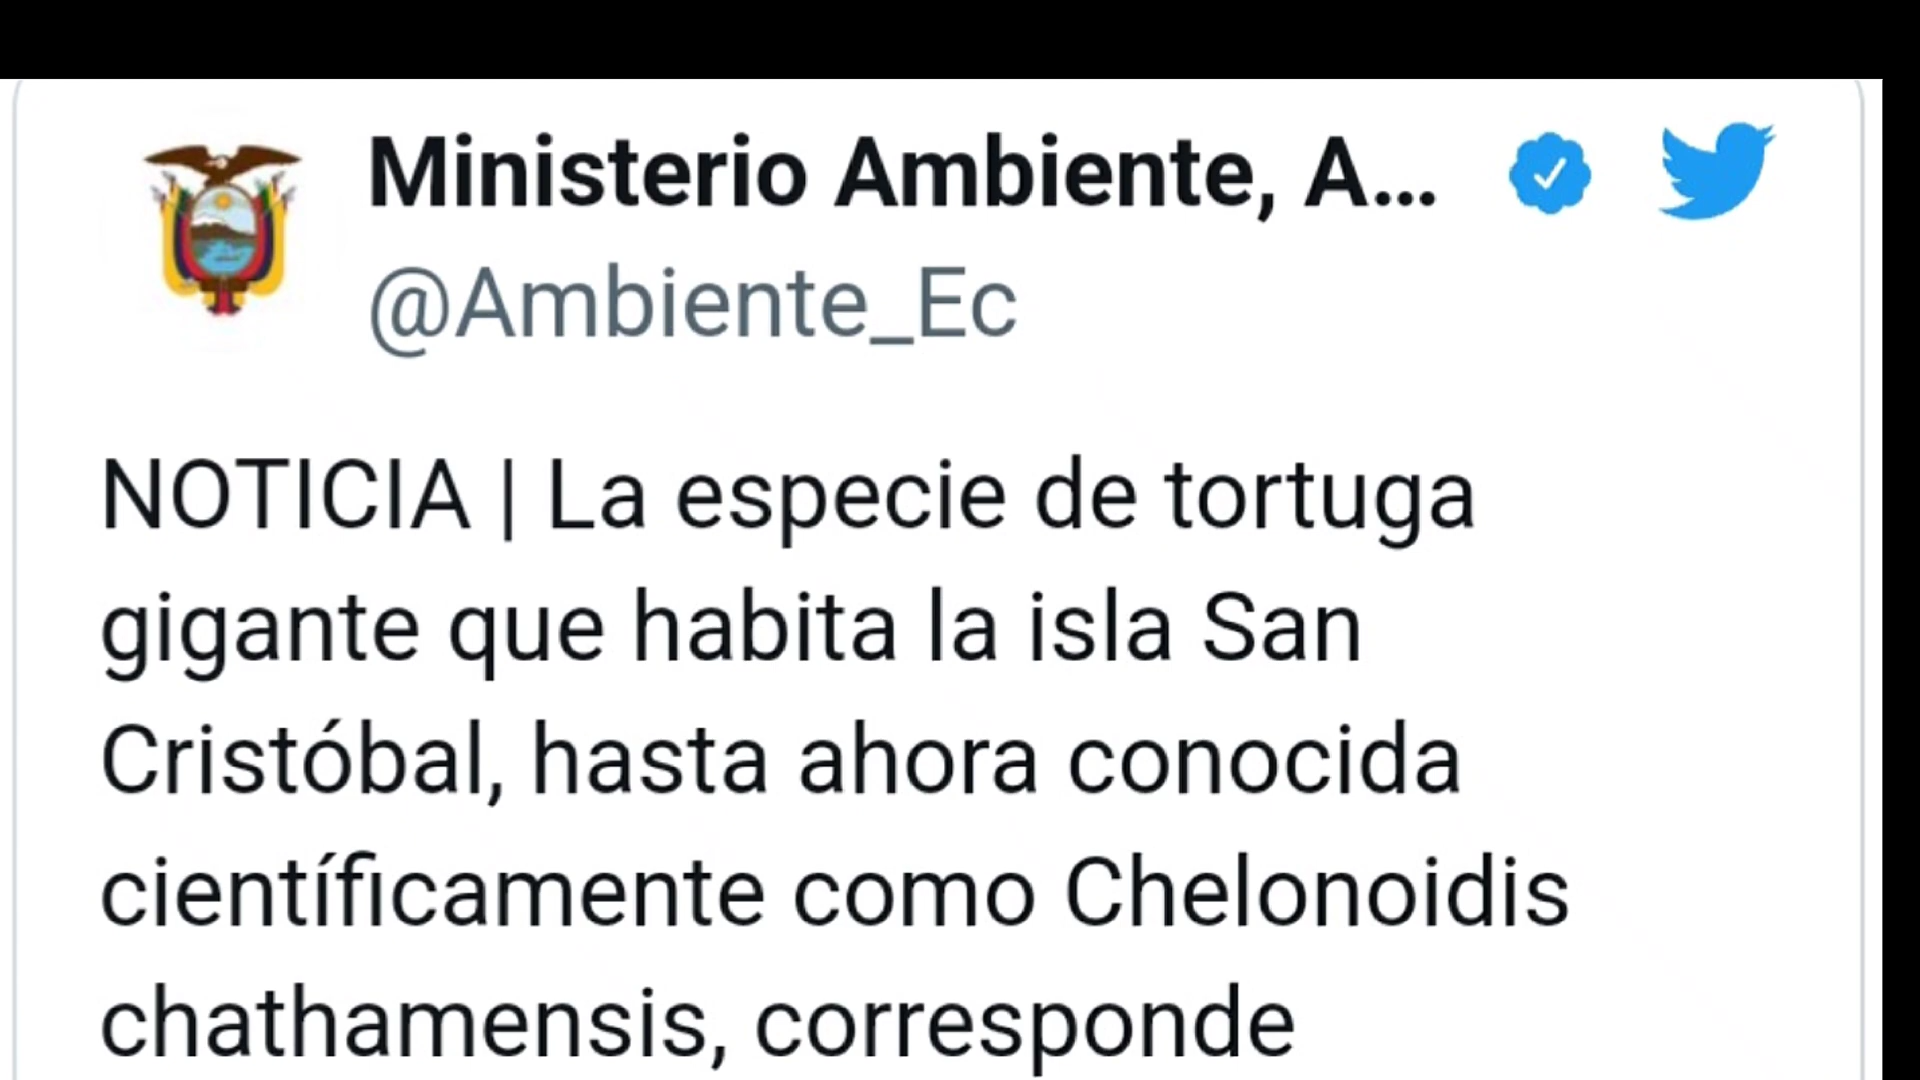 Ministerio Ambiente, A...
@Ambiente_Ec
NOTICIA | La especie de tortuga
gigante que habita la isla San
Cristóbal, hasta ahora conocida
científicamente como Chelonoidis
chathamensis, corresponde